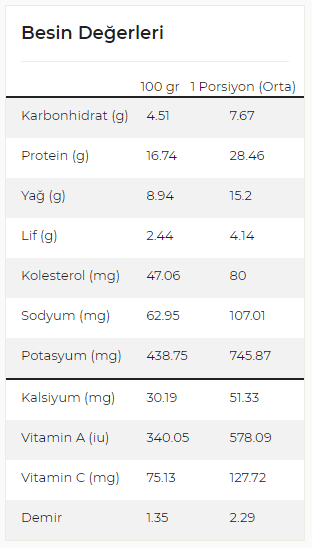 Besin Değerleri
100 gr 1 Porsiyon (Orta)
Karbonhidrat (g) 4.51 7.67
Protein (g) 16.74 28.46
Yağ (g) 8.94 15.2
Lif (g) 2.44 4.14
Kolesterol (mg) 47.06 80
Sodyum (mg) 62.95 107.01
Potasyum (mg) 438.75 745.87
Kalsiyum (mg) 30.19 51.33
Vitamin A (iu) 340.05 578.09
Vitamin C (mg) 75.13 127.72
Demir 1.35 2.29